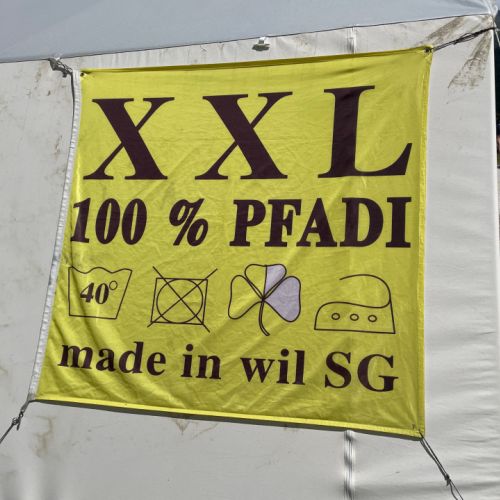 XXL
100 % PFADI
40°
made in wil SG